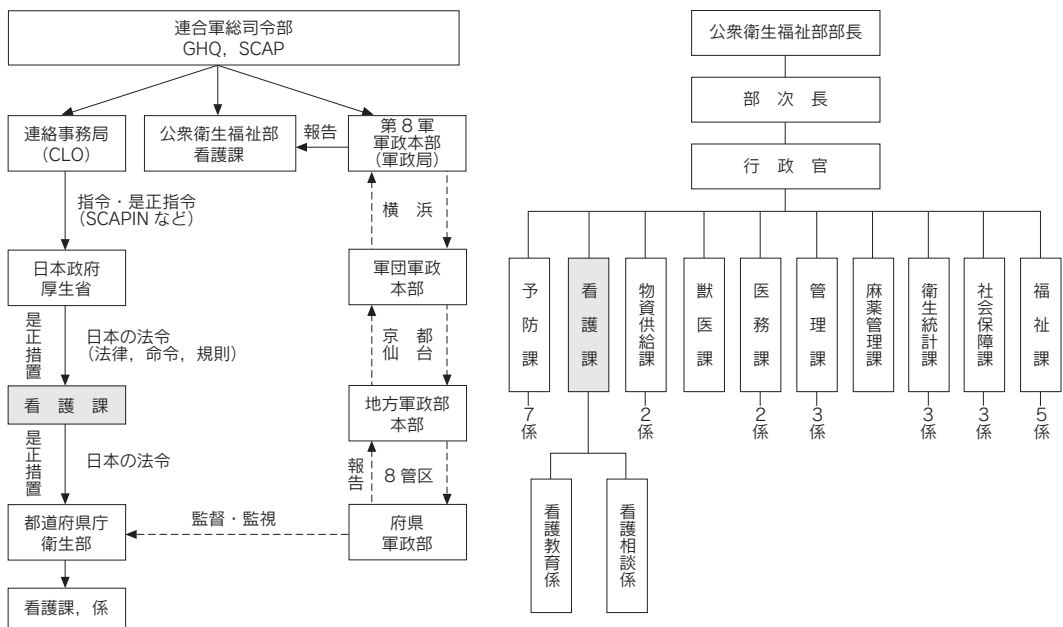 連合軍総司令部
GHQ，SCAP
連絡事務局
（CLO）
公衆衛生福祉部
看護課
報告
第８軍
軍政本部
（軍政局）
指令・是正指令
（SCAPIN など）
横　浜
日本政府
厚生省
軍団軍政
本部
是正措置
日本の法令
（法律，命令，規則）
京　都
仙　台
看　護　課
地方軍政部
本部
是正措置
日本の法令
報告
８管区
都道府県庁
衛生部
監督・監視
府県
軍政部
看護課，係
公衆衛生福祉部部長
部　次　長
行　政　官
予防課
看護課
物資供給課
獣医課
医務課
管理課
麻薬管理課
衛生統計課
社会保障課
福祉課
7係
2係
2係
3係
3係
3係
5係
看護教育係
看護相談係